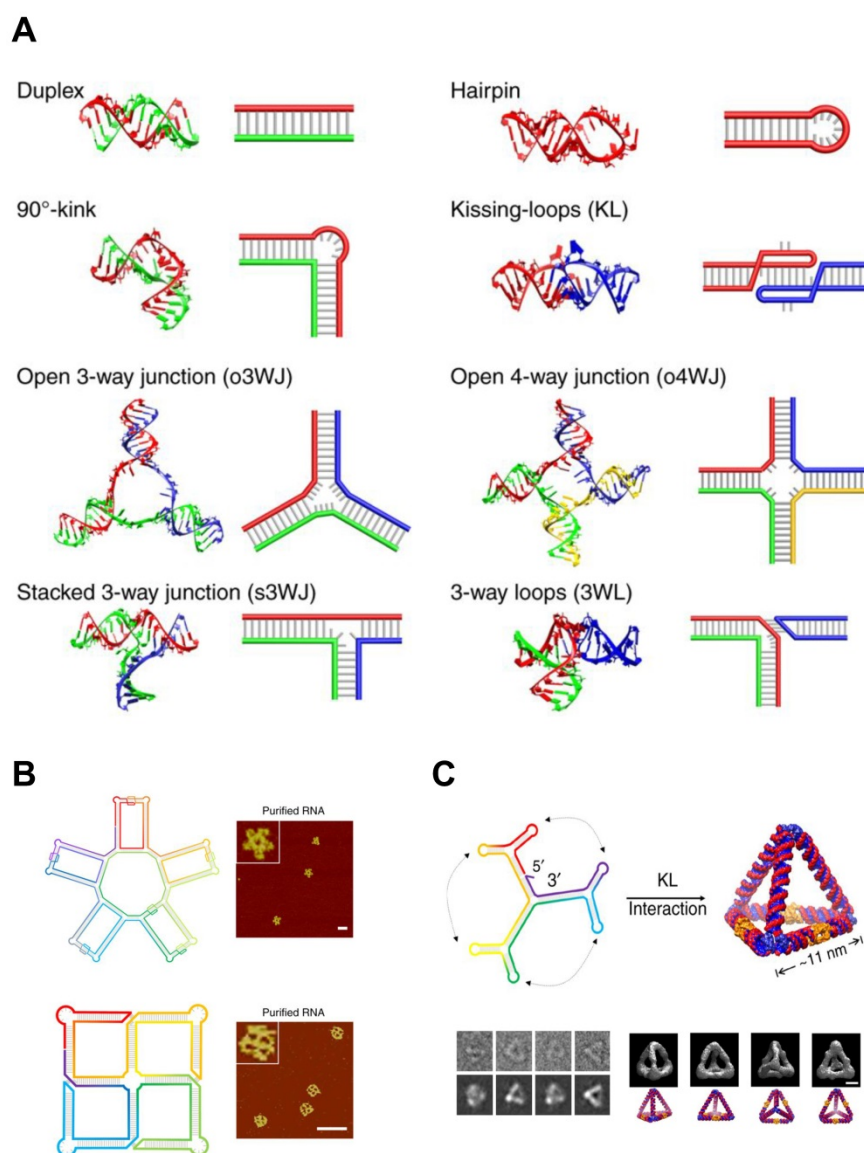 A
Duplex
Hairpin
90°-kink
Kissing-loops (KL)
Open 3-way junction (o3WJ)
Open 4-way junction (o4WJ)
Stacked 3-way junction (s3WJ)
3-way loops (3WL)
B
Purified RNA
Purified RNA
C
5′
3′
KL
Interaction
~11 nm